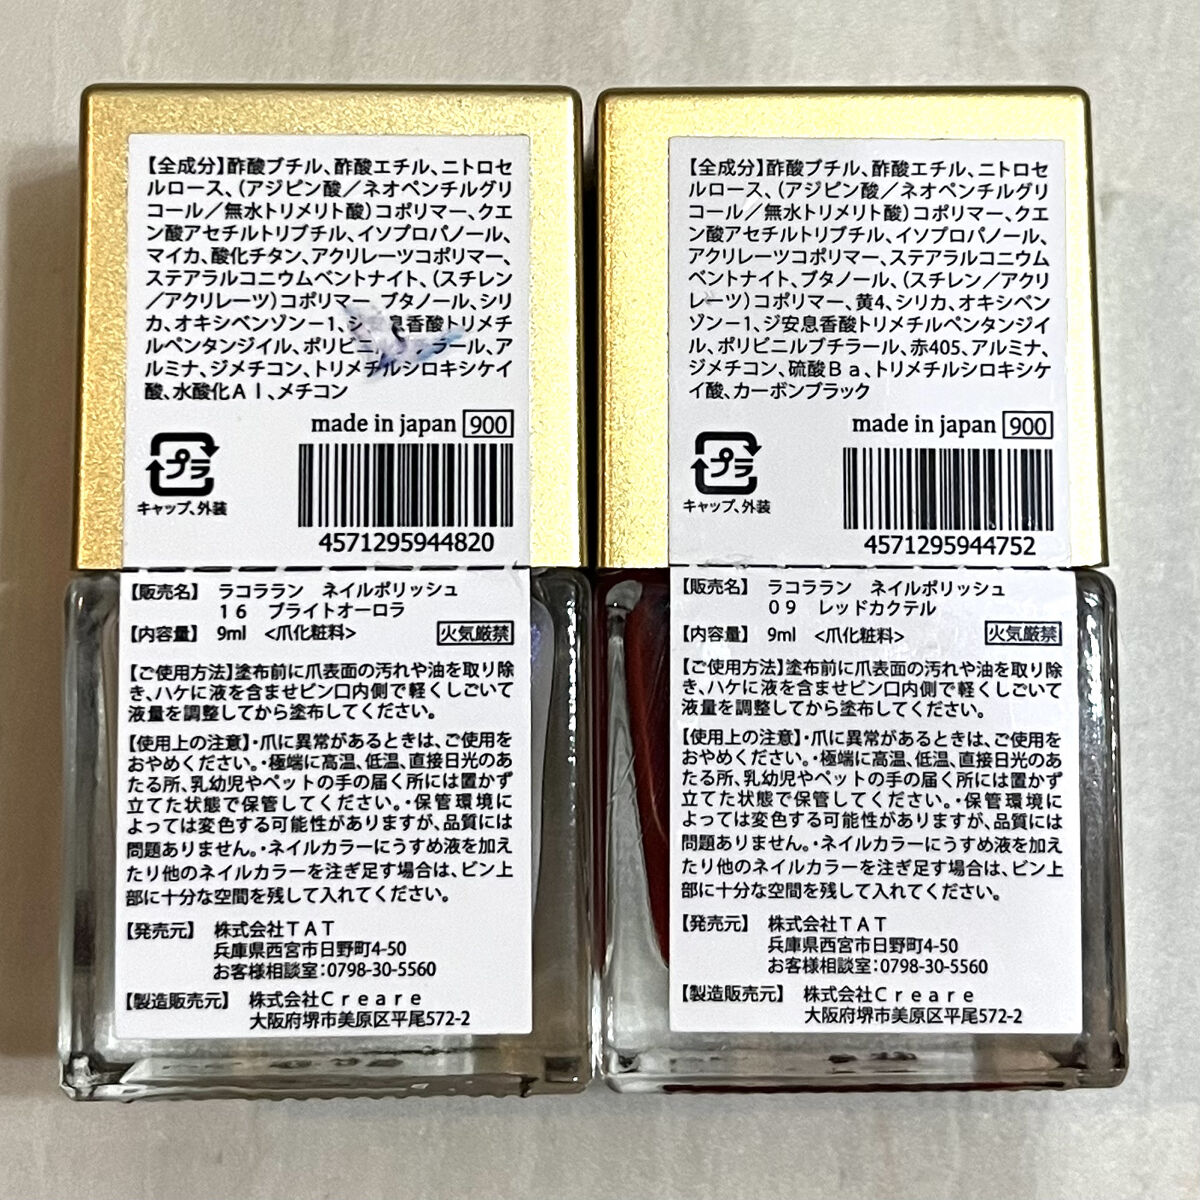 【全成分】酢酸ブチル、酢酸エチル、ニトロセ
ルロース、(アジピン酸／ネオペンチルグリ
コール／無水トリメリト酸)コポリマー、クエ
ン酸アセチルトリブチル、イソプロパノール、
マイカ、酸化チタン、アクリレーツコポリマー、
ステアラルコニウムベントナイト、(スチレン
／アクリレーツ)コポリマー、ブタノール、シリ
カ、オキシベンゾン－1、ジ安息香酸トリメチ
ルペンタンジイル、ポリビニルブチラール、ア
ルミナ、ジメチコン、トリメチルシロキシケイ
酸、水酸化Ａｌ、メチコン
made in japan 900
プラ
キャップ、外装
4571295944820
【販売名】 ラコララン ネイルポリッシュ
１６ ブライトオーロラ
【内容量】 9ml <爪化粧料> 火気厳禁
【ご使用方法】塗布前に爪表面の汚れや油を取り除
き、ハケに液を含ませビン口内側で軽くしごいて
液量を調整してから塗布してください。
【使用上の注意】・爪に異常があるときは、ご使用を
おやめください。・極端に高温、低温、直接日光のあ
たる所、乳幼児やペットの手の届く所には置かず
立てた状態で保管してください。・保管環境に
よっては変色する可能性がありますが、品質には
問題ありません。・ネイルカラーにうすめ液を加え
たり他のネイルカラーを注ぎ足す場合は、ビン上
部に十分な空間を残して入れてください。
【発売元】 株式会社ＴＡＴ
兵庫県西宮市日野町4-50
お客様相談室：0798-30-5560
【製造販売元】 株式会社Ｃｒｅａｒｅ
大阪府堺市美原区平尾572-2
【全成分】酢酸ブチル、酢酸エチル、ニトロセ
ルロース、(アジピン酸／ネオペンチルグリ
コール／無水トリメリト酸)コポリマー、クエン
酸アセチルトリブチル、イソプロパノール、
アクリレーツコポリマー、ステアラルコニウム
ベントナイト、ブタノール、(スチレン／アクリ
レーツ)コポリマー、黄4、シリカ、オキシベン
ゾン－1、ジ安息香酸トリメチルペンタンジイ
ル、ポリビニルブチラール、赤405、アルミナ、
ジメチコン、硫酸Ｂａ、トリメチルシロキシケ
イ酸、カーボンブラック
made in japan 900
プラ
キャップ、外装
4571295944752
【販売名】 ラコララン ネイルポリッシュ
０９ レッドカクテル
【内容量】 9ml <爪化粧料> 火気厳禁
【ご使用方法】塗布前に爪表面の汚れや油を取り除
き、ハケに液を含ませビン口内側で軽くしごいて
液量を調整してから塗布してください。
【使用上の注意】・爪に異常があるときは、ご使用を
おやめください。・極端に高温、低温、直接日光のあ
たる所、乳幼児やペットの手の届く所には置かず
立てた状態で保管してください。・保管環境に
よっては変色する可能性がありますが、品質には
問題ありません。・ネイルカラーにうすめ液を加え
たり他のネイルカラーを注ぎ足す場合は、ビン上
部に十分な空間を残して入れてください。
【発売元】 株式会社ＴＡＴ
兵庫県西宮市日野町4-50
お客様相談室：0798-30-5560
【製造販売元】 株式会社Ｃｒｅａｒｅ
大阪府堺市美原区平尾572-2